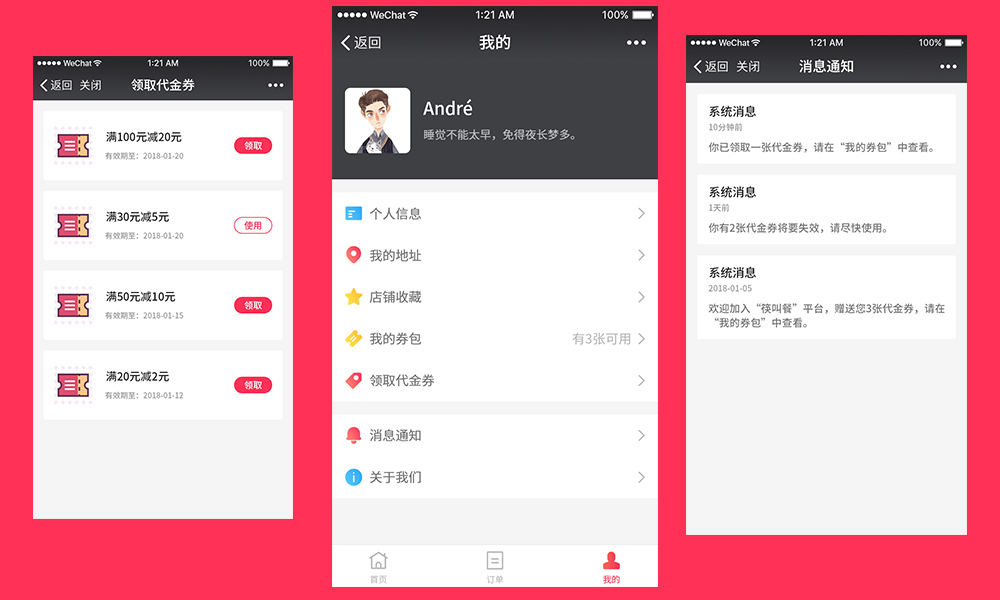 WeChat
1:21 AM
100%
返回
关闭
领取代金券
满100元减20元
有效期至：2018-01-20
领取
满30元减5元
有效期至：2018-01-20
使用
满50元减10元
有效期至：2018-01-15
领取
满20元减2元
有效期至：2018-01-12
领取
WeChat
1:21 AM
100%
返回
我的
André
睡觉不能太早，免得夜长梦多。
个人信息
我的地址
店铺收藏
我的券包
有3张可用
领取代金券
消息通知
关于我们
首页
订单
我的
WeChat
1:21 AM
100%
返回
关闭
消息通知
系统消息
10分钟前
你已领取一张代金券，请在“我的券包”中查看。
系统消息
1天前
你有2张代金券将要失效，请尽快使用。
系统消息
2018-01-05
欢迎加入“筷叫餐”平台，赠送您3张代金券，请在
“我的券包”中查看。